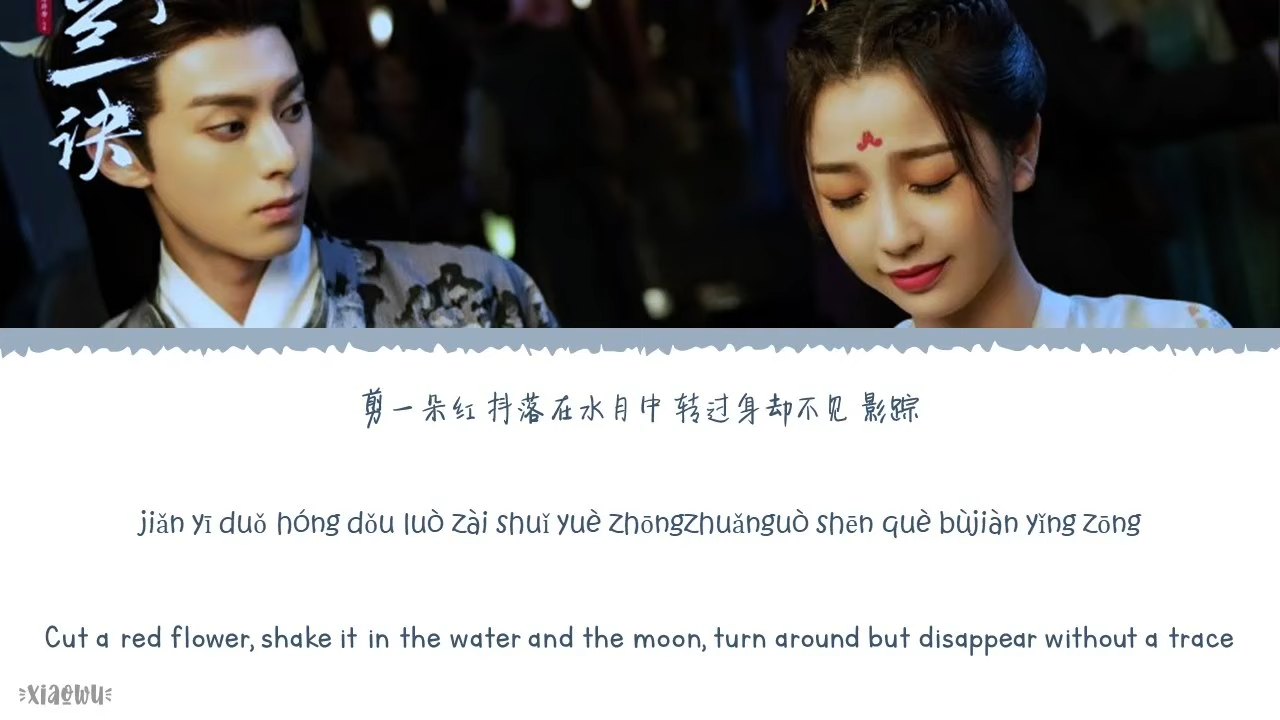 兰
诀
剪一朵红 抖落在水月中 转过身却不见 影踪
jiǎn yī duǒ hóng dǒu luò zài shuǐ yuè zhōngzhuǎnguò shēn què bùjiàn yǐng zōng
Cut a red flower, shake it in the water and the moon, turn around but disappear without a trace
xiaowu